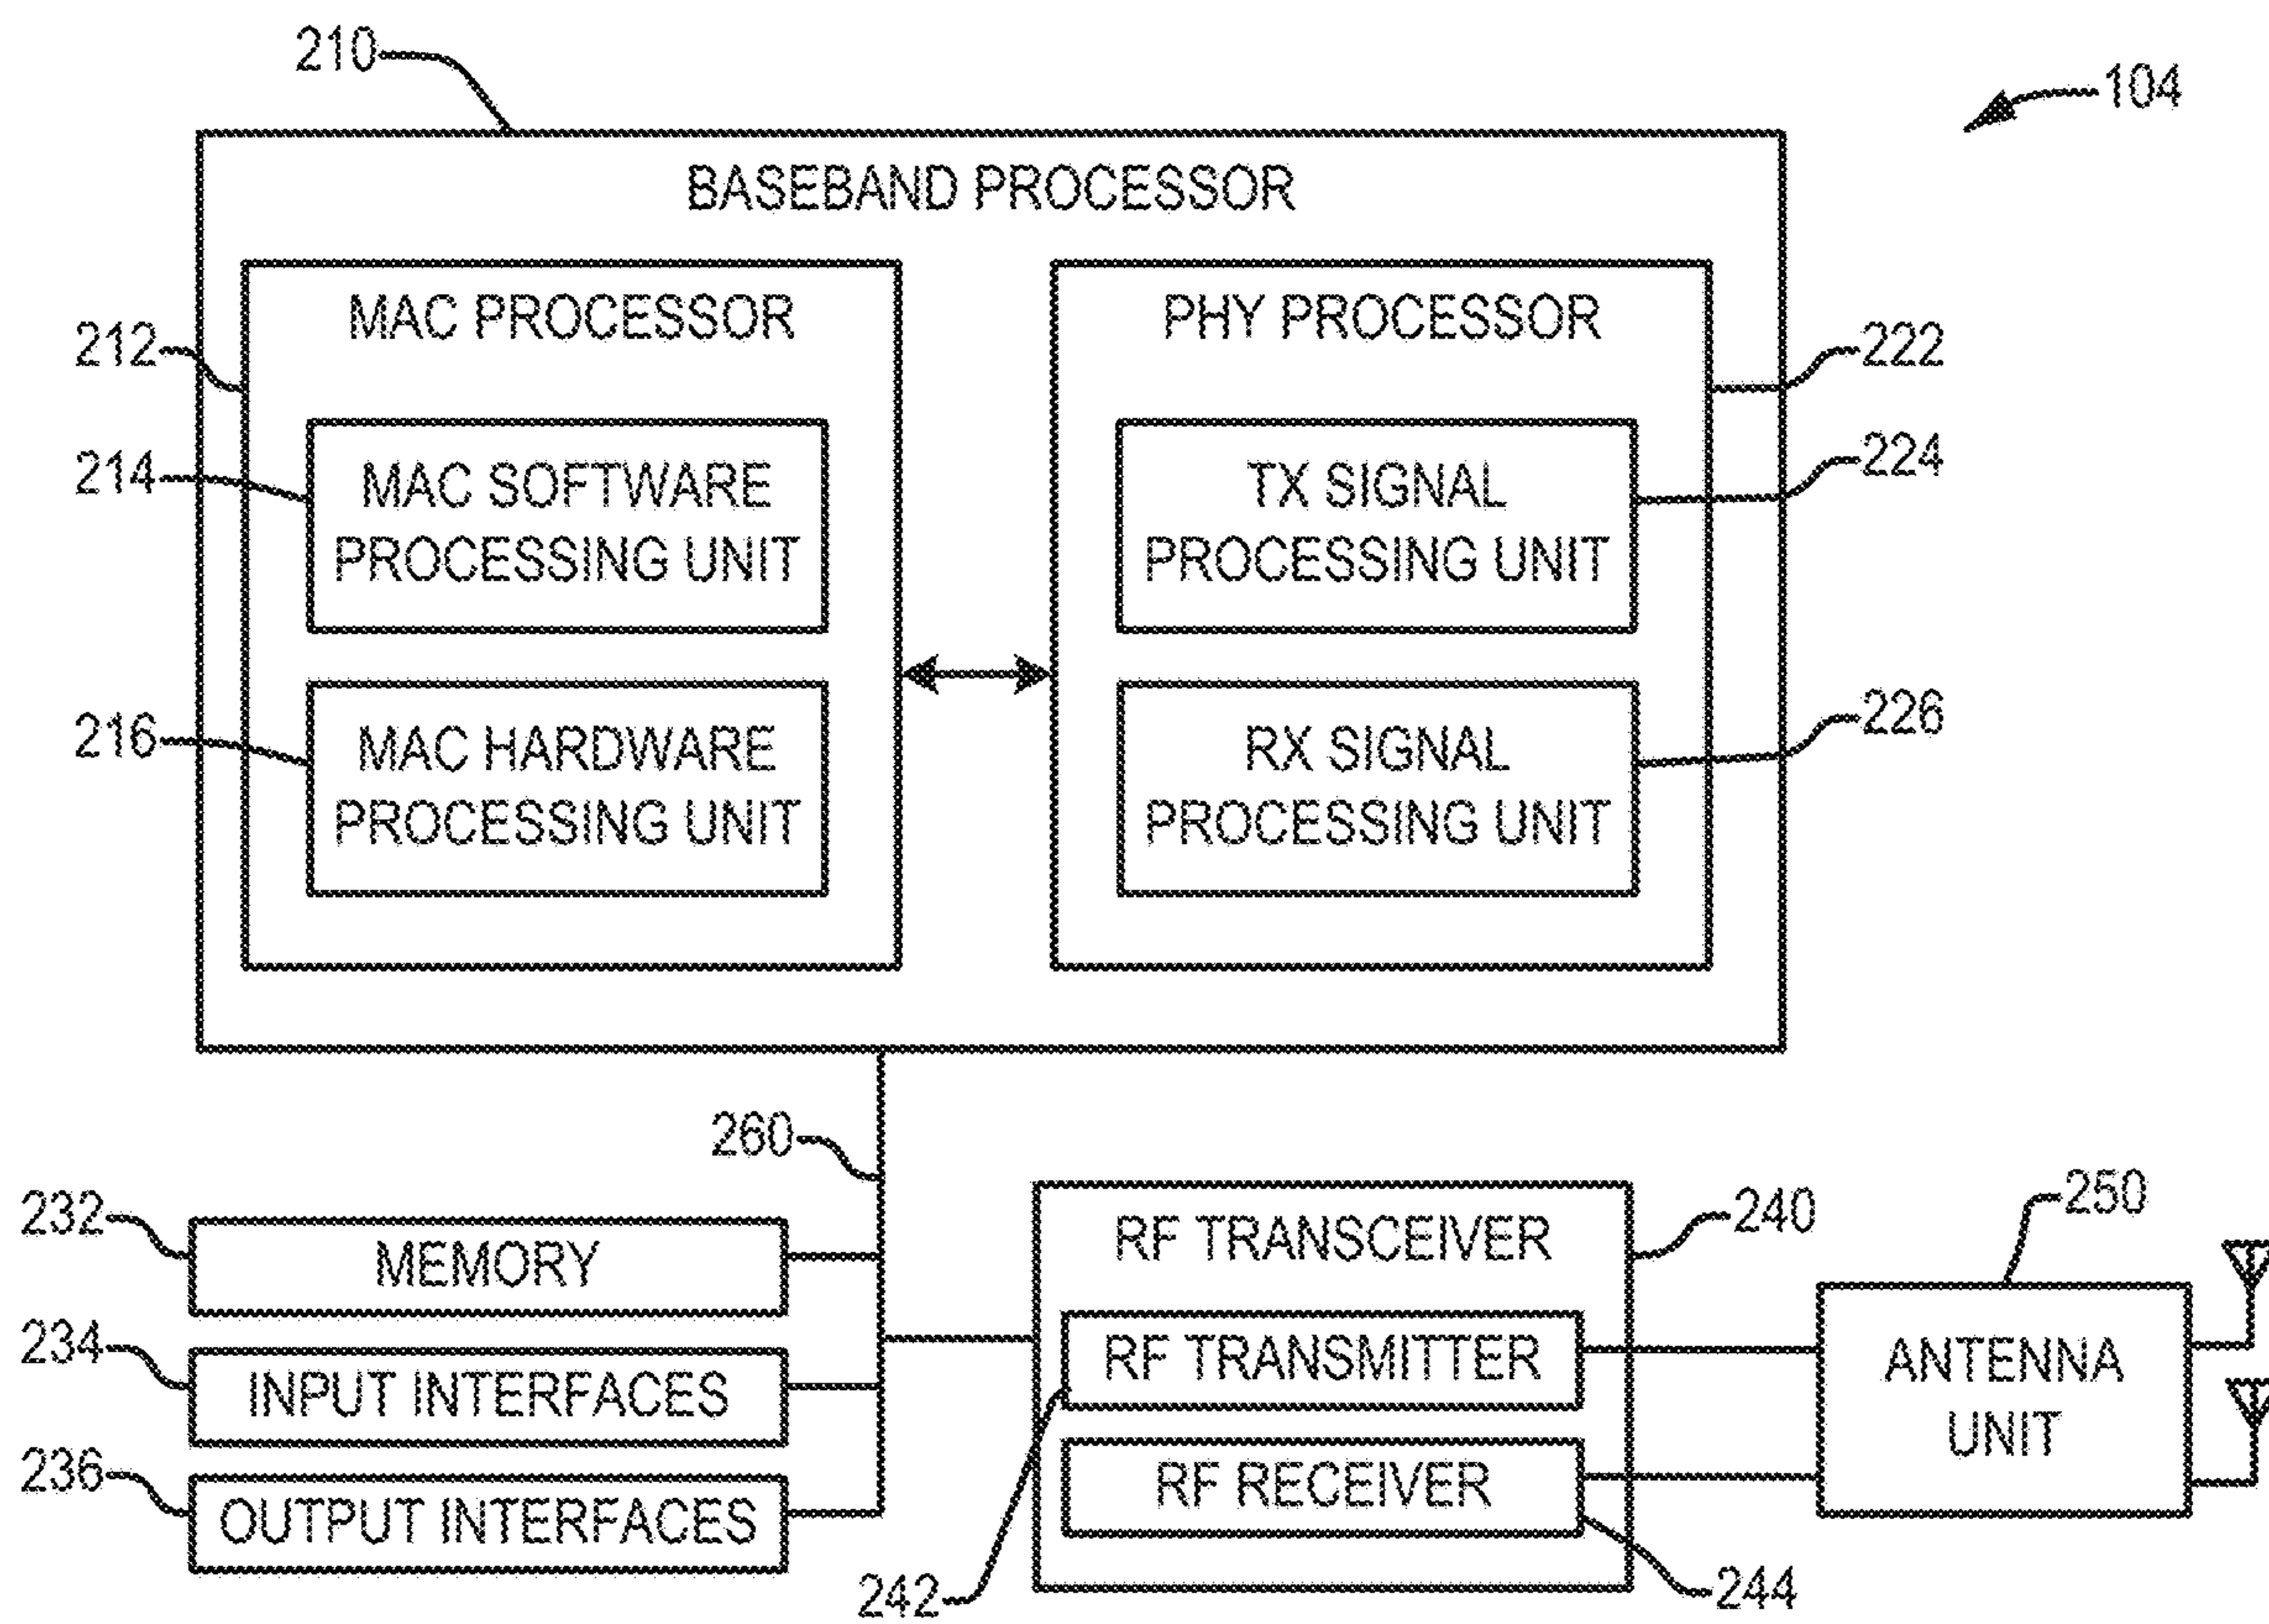 210
104
BASEBAND PROCESSOR
MAC PROCESSOR
PHY PROCESSOR
212
222
214
MAC SOFTWARE
PROCESSING UNIT
TX SIGNAL
PROCESSING UNIT
224
216
MAC HARDWARE
PROCESSING UNIT
RX SIGNAL
PROCESSING UNIT
226
260
232
MEMORY
234
INPUT INTERFACES
236
OUTPUT INTERFACES
RF TRANSCEIVER
240
RF TRANSMITTER
242
RF RECEIVER
244
250
ANTENNA
UNIT